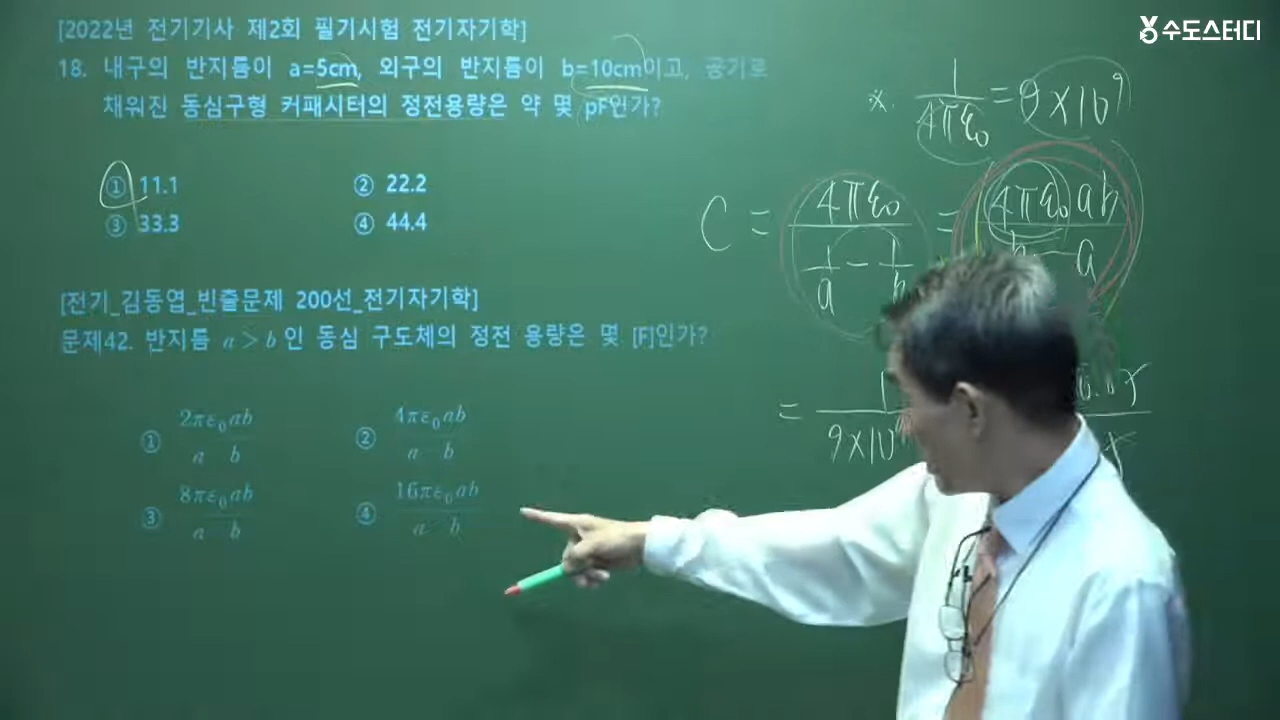 수도스터디
[2022년 전기기사 제2회 필기시험 전기자기학]
18. 내구의 반지름이 a=5cm, 외구의 반지름이 b=10cm이고, 공기로
채워진 동심구형 커패시터의 정전용량은 약 몇 pF인가?
① 11.1 ② 22.2
③ 33.3 ④ 44.4
[전기_김동엽_빈출문제 200선_전기자기학]
문제42. 반지름 a > b 인 동심 구도체의 정전 용량은 몇 [F]인가?
① 2πε₀ab / a b ② 4πε₀ab / a b
③ 8πε₀ab / a b ④ 16πε₀ab / a b
※ 1 / 4πε₀ = 9×10⁹
C = 4πε₀ / (1/a − 1/b) = 4πε₀ab / b − a
= 1 / 9×10⁹